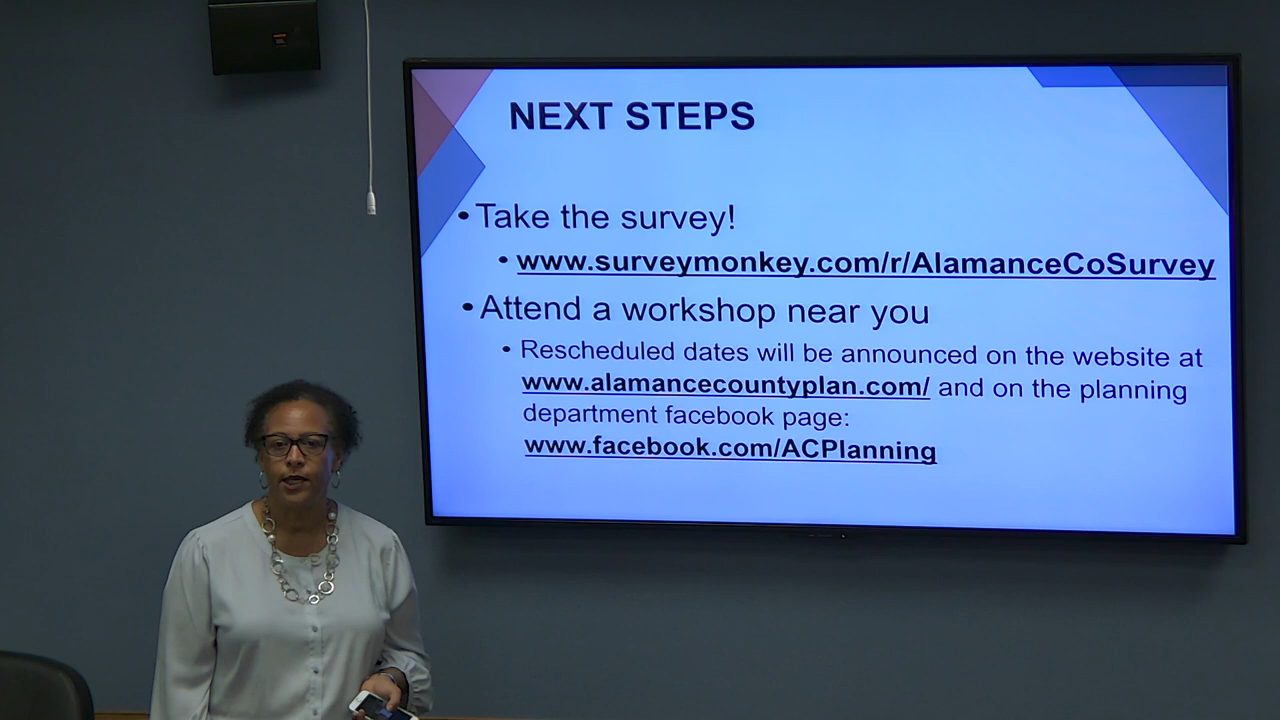 NEXT STEPS
• Take the survey!
• www.surveymonkey.com/r/AlamanceCoSurvey
• Attend a workshop near you
• Rescheduled dates will be announced on the website at
www.alamancecountyplan.com/ and on the planning
department facebook page:
www.facebook.com/ACPlanning